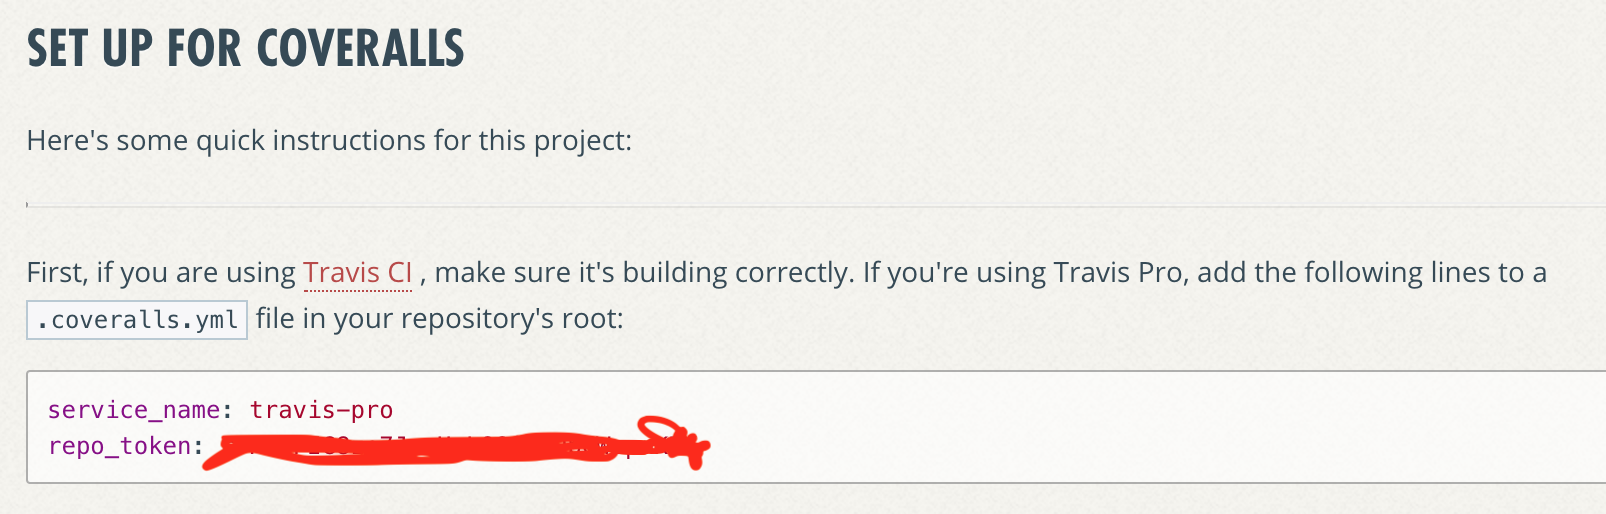 SET UP FOR COVERALLS
Here's some quick instructions for this project:
First, if you are using Travis CI , make sure it's building correctly. If you're using Travis Pro, add the following lines to a
.coveralls.yml file in your repository's root:
service_name: travis-pro
repo_token: